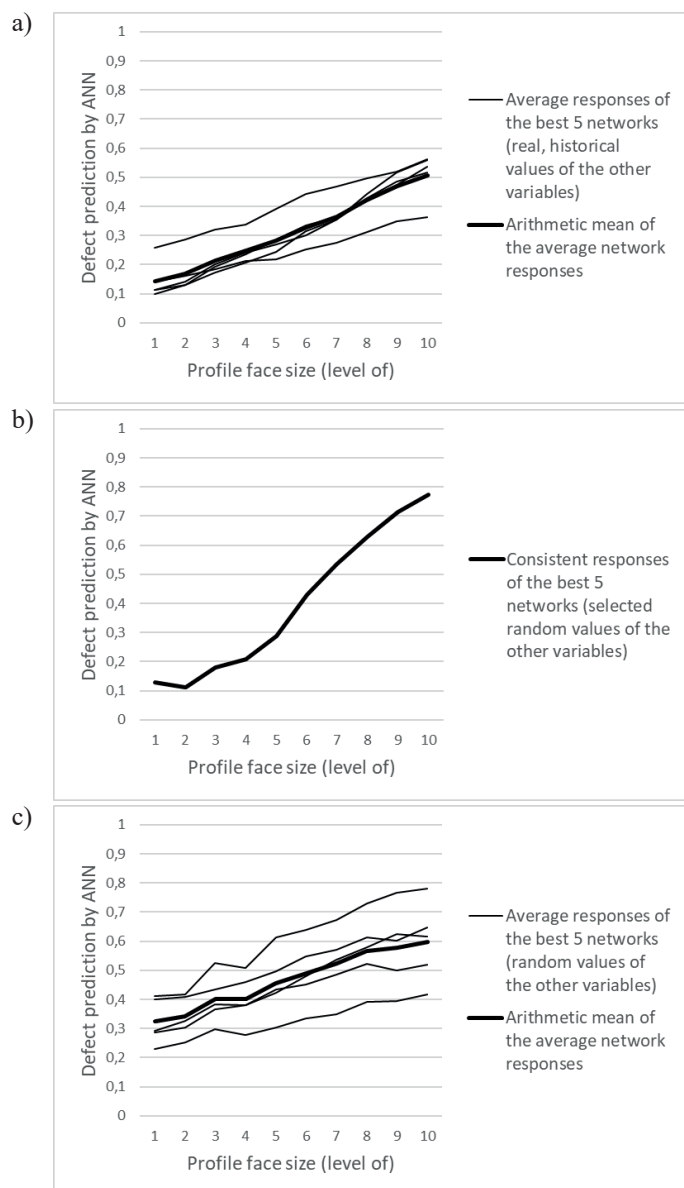 a)
1
0,9
0,8
0,7
0,6
0,5
0,4
0,3
0,2
0,1
0
Defect prediction by ANN
1 2 3 4 5 6 7 8 9 10
Profile face size (level of)
Average responses of
the best 5 networks
(real, historical
values of the other
variables)
Arithmetic mean of
the average network
responses
b)
1
0,9
0,8
0,7
0,6
0,5
0,4
0,3
0,2
0,1
0
Defect prediction by ANN
1 2 3 4 5 6 7 8 9 10
Profile face size (level of)
Consistent responses
of the best 5
networks (selected
random values of the
other variables)
c)
1
0,9
0,8
0,7
0,6
0,5
0,4
0,3
0,2
0,1
0
Defect prediction by ANN
1 2 3 4 5 6 7 8 9 10
Profile face size (level of)
Average responses of
the best 5 networks
(random values of
the other variables)
Arithmetic mean of
the average network
responses